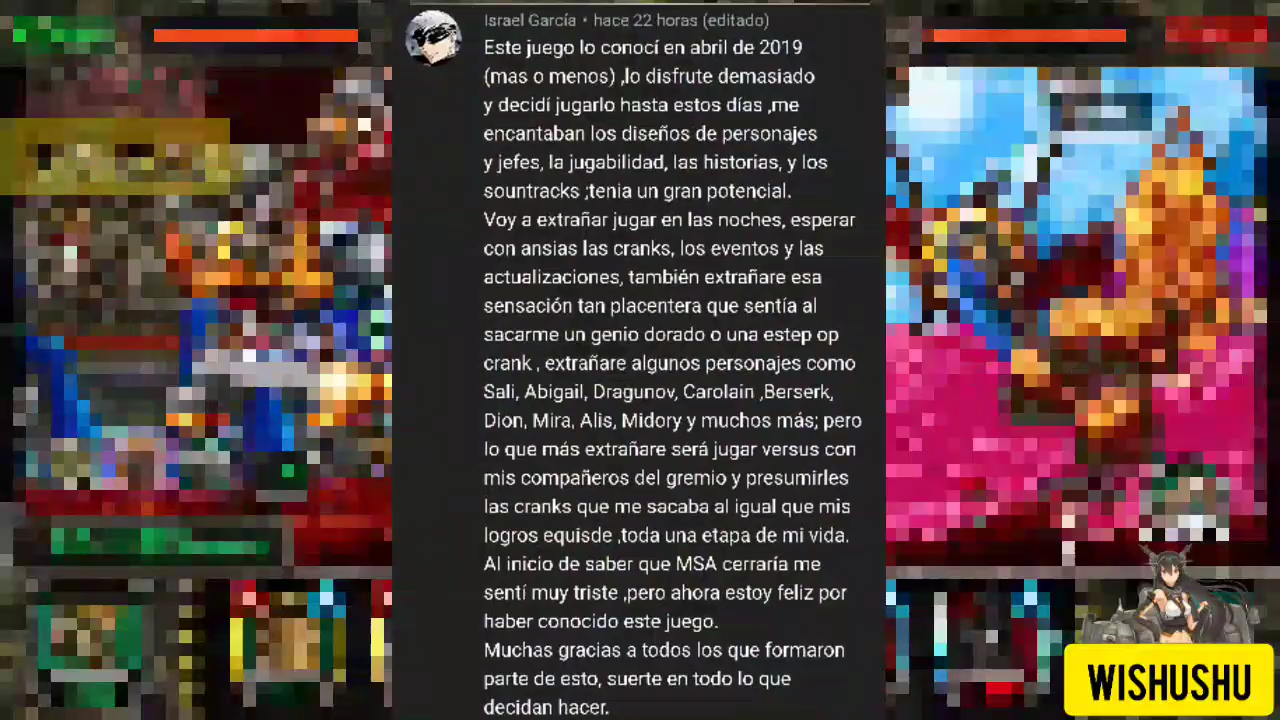 Israel García • hace 22 horas (editado)
Este juego lo conocí en abril de 2019
(mas o menos) ,lo disfrute demasiado
y decidí jugarlo hasta estos días ,me
encantaban los diseños de personajes
y jefes, la jugabilidad, las historias, y los
sountracks ;tenia un gran potencial.
Voy a extrañar jugar en las noches, esperar
con ansias las cranks, los eventos y las
actualizaciones, también extrañare esa
sensación tan placentera que sentía al
sacarme un genio dorado o una estep op
crank , extrañare algunos personajes como
Sali, Abigail, Dragunov, Carolain ,Berserk,
Dion, Mira, Alis, Midory y muchos más; pero
lo que más extrañare será jugar versus con
mis compañeros del gremio y presumirles
las cranks que me sacaba al igual que mis
logros equisde ,toda una etapa de mi vida.
Al inicio de saber que MSA cerraría me
sentí muy triste ,pero ahora estoy feliz por
haber conocido este juego.
Muchas gracias a todos los que formaron
parte de esto, suerte en todo lo que
decidan hacer.
WISHUSHU